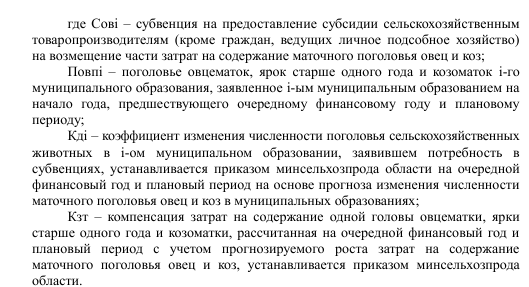 где Совi – субвенция на предоставление субсидии сельскохозяйственным
товаропроизводителям (кроме граждан, ведущих личное подсобное хозяйство)
на возмещение части затрат на содержание маточного поголовья овец и коз;
Повпi – поголовье овцематок, ярок старше одного года и козоматок i-го
муниципального образования, заявленное i-ым муниципальным образованием на
начало года, предшествующего очередному финансовому году и плановому
периоду;
Кдi – коэффициент изменения численности поголовья сельскохозяйственных
животных в i-ом муниципальном образовании, заявившем потребность в
субвенциях, устанавливается приказом минсельхозпрода области на очередной
финансовый год и плановый период на основе прогноза изменения численности
маточного поголовья овец и коз в муниципальных образованиях;
Кзт – компенсация затрат на содержание одной головы овцематки, ярки
старше одного года и козоматки, рассчитанная на очередной финансовый год и
плановый период с учетом прогнозируемого роста затрат на содержание
маточного поголовья овец и коз, устанавливается приказом минсельхозпрода
области.